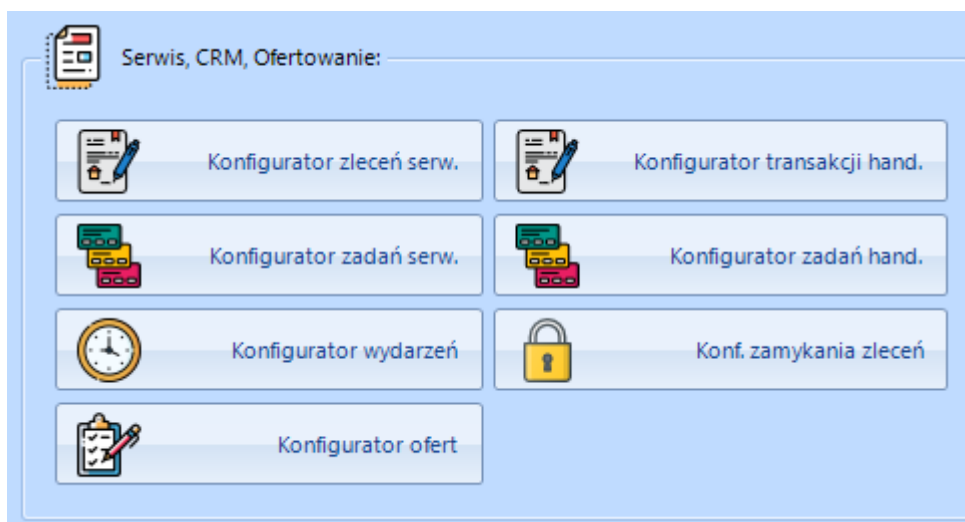 Serwis, CRM, Ofertowanie:
Konfigurator zleceń serw.
Konfigurator transakcji hand.
Konfigurator zadań serw.
Konfigurator zadań hand.
Konfigurator wydarzeń
Konf. zamykania zleceń
Konfigurator ofert